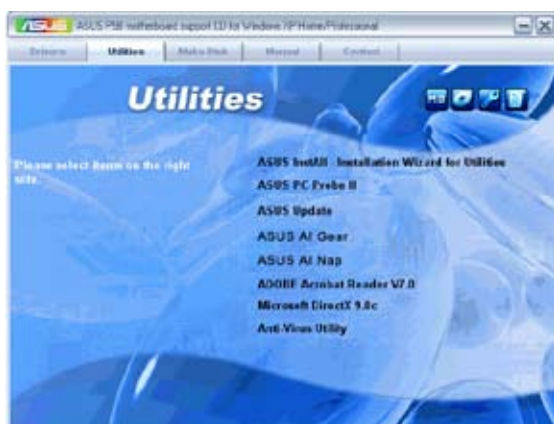 ASUS P5B motherboard support CD for Windows XP Home/Professional
Drivers Utilities Make Disk Manual Contact
Utilities
Please select items on the right
site.
ASUS InstAll - Installation Wizard for Utilities
ASUS PC Probe II
ASUS Update
ASUS AI Gear
ASUS AI Nap
ADOBE Acrobat Reader V7.0
Microsoft DirectX 9.0c
Anti-Virus Utility